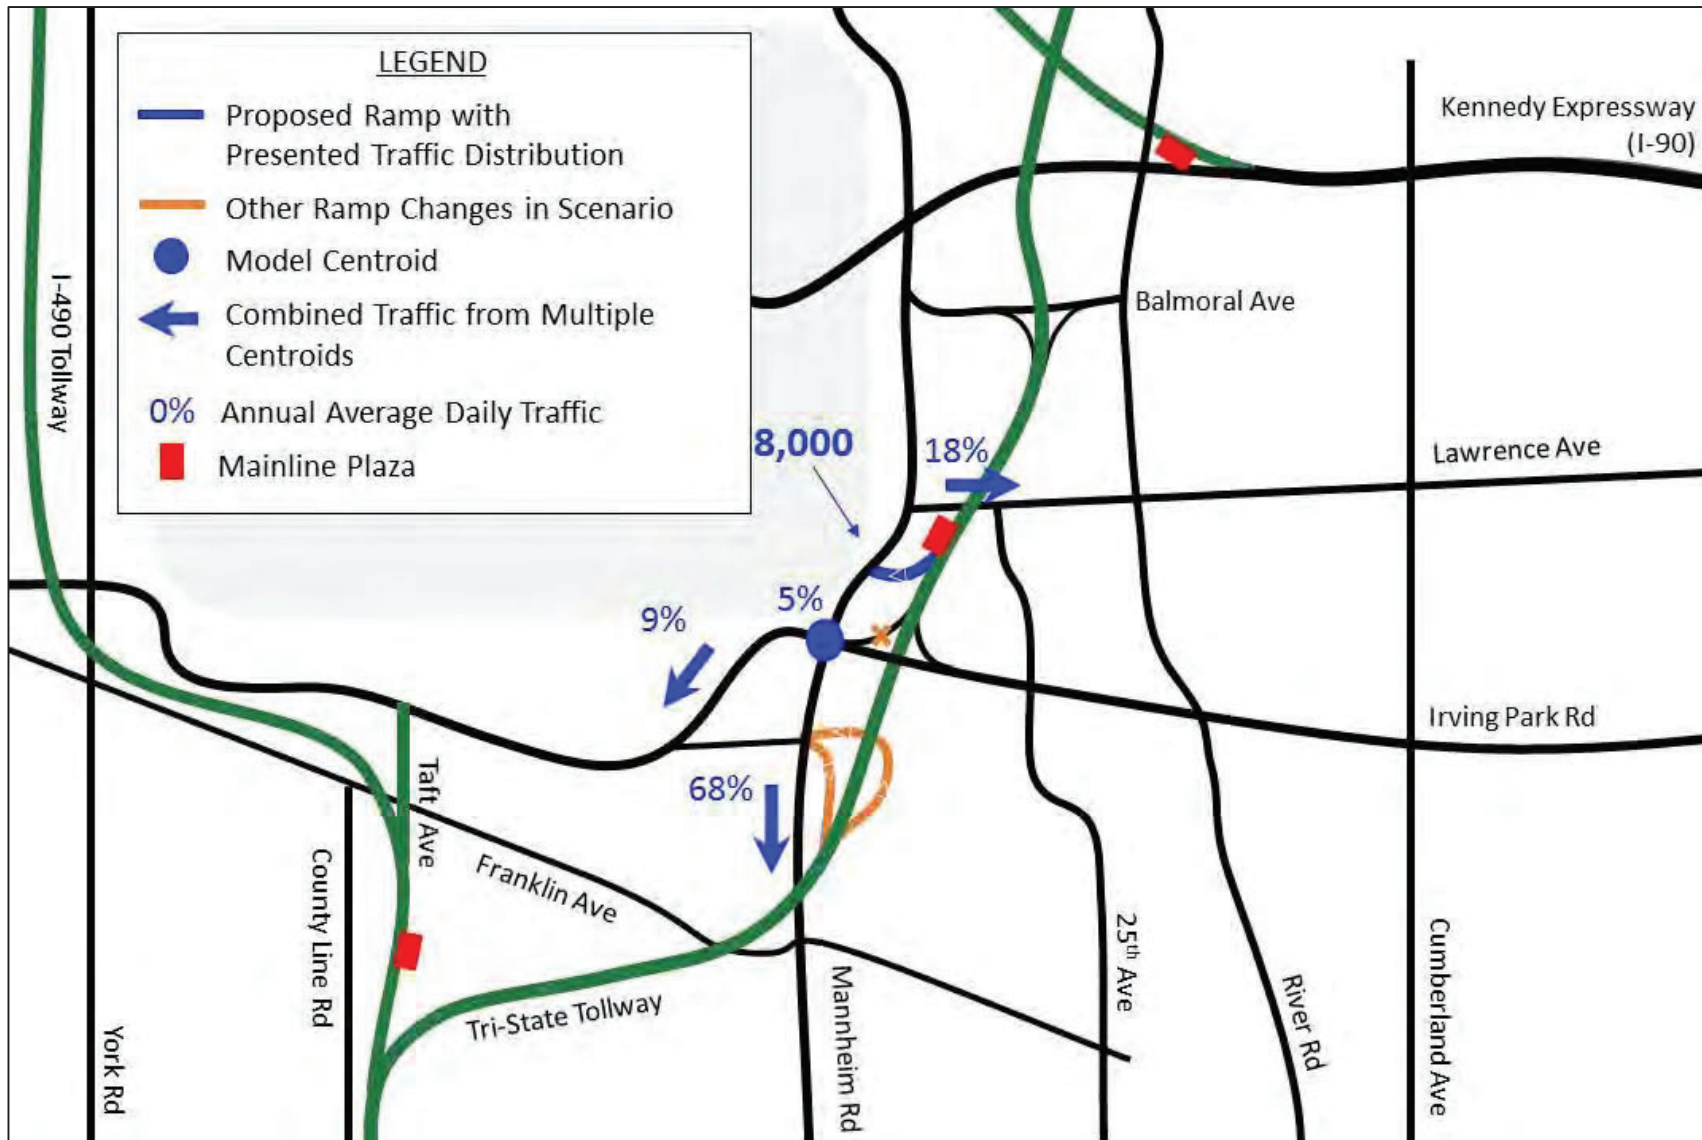 LEGEND
Proposed Ramp with
Presented Traffic Distribution
Other Ramp Changes in Scenario
Model Centroid
Combined Traffic from Multiple
Centroids
0% Annual Average Daily Traffic
Mainline Plaza
Kennedy Expressway
(I-90)
I-490 Tollway
Balmoral Ave
8,000
18%
Lawrence Ave
5%
9%
Irving Park Rd
68%
Taft Ave
Franklin Ave
County Line Rd
25th Ave
Cumberland Ave
Mannheim Rd
River Rd
Tri-State Tollway
York Rd